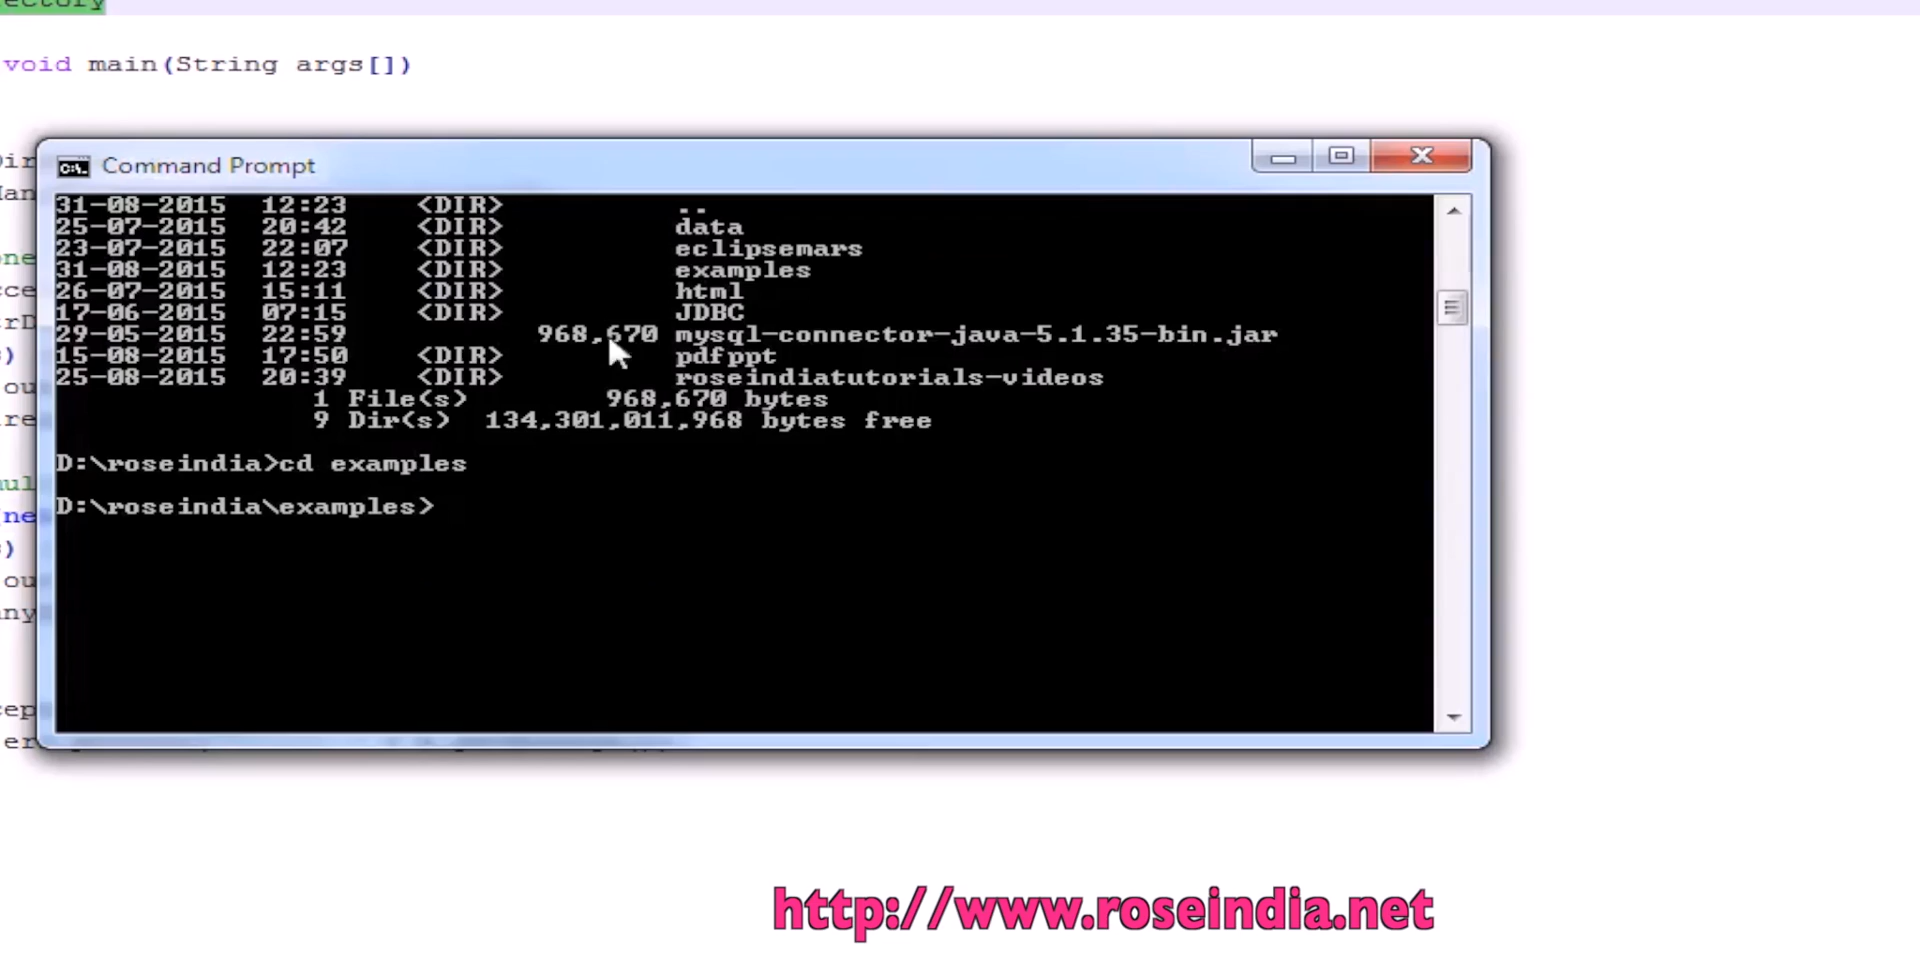 void main(String args[])
Command Prompt
31-08-2015 12:23 <DIR> ..
25-07-2015 20:42 <DIR> data
23-07-2015 22:07 <DIR> eclipsemars
31-08-2015 12:23 <DIR> examples
26-07-2015 15:11 <DIR> html
17-06-2015 07:15 <DIR> JDBC
29-05-2015 22:59 968,670 mysql-connector-java-5.1.35-bin.jar
15-08-2015 17:50 <DIR> pdfppt
25-08-2015 20:39 <DIR> roseindiatutorials-videos
1 File(s) 968,670 bytes
9 Dir(s) 134,301,011,968 bytes free
D:\roseindia>cd examples
D:\roseindia\examples>
http://www.roseindia.net